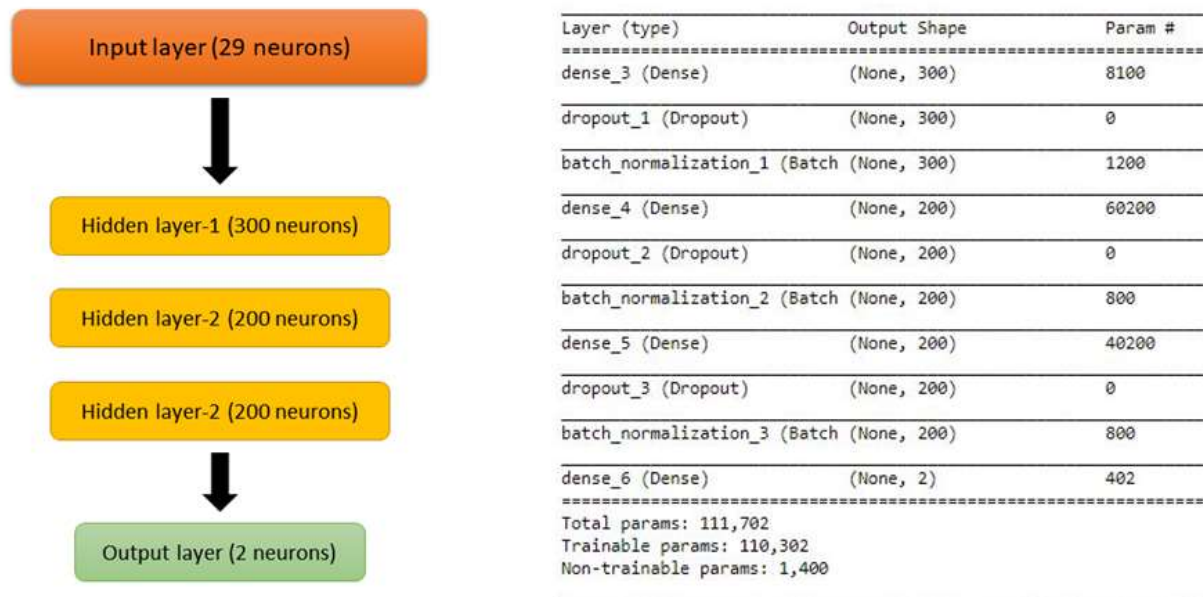 Input layer (29 neurons)
Hidden layer-1 (300 neurons)
Hidden layer-2 (200 neurons)
Hidden layer-2 (200 neurons)
Output layer (2 neurons)
Layer (type) Output Shape Param #
dense_3 (Dense) (None, 300) 8100
dropout_1 (Dropout) (None, 300) 0
batch_normalization_1 (Batch (None, 300) 1200
dense_4 (Dense) (None, 200) 60200
dropout_2 (Dropout) (None, 200) 0
batch_normalization_2 (Batch (None, 200) 800
dense_5 (Dense) (None, 200) 40200
dropout_3 (Dropout) (None, 200) 0
batch_normalization_3 (Batch (None, 200) 800
dense_6 (Dense) (None, 2) 402
Total params: 111,702
Trainable params: 110,302
Non-trainable params: 1,400